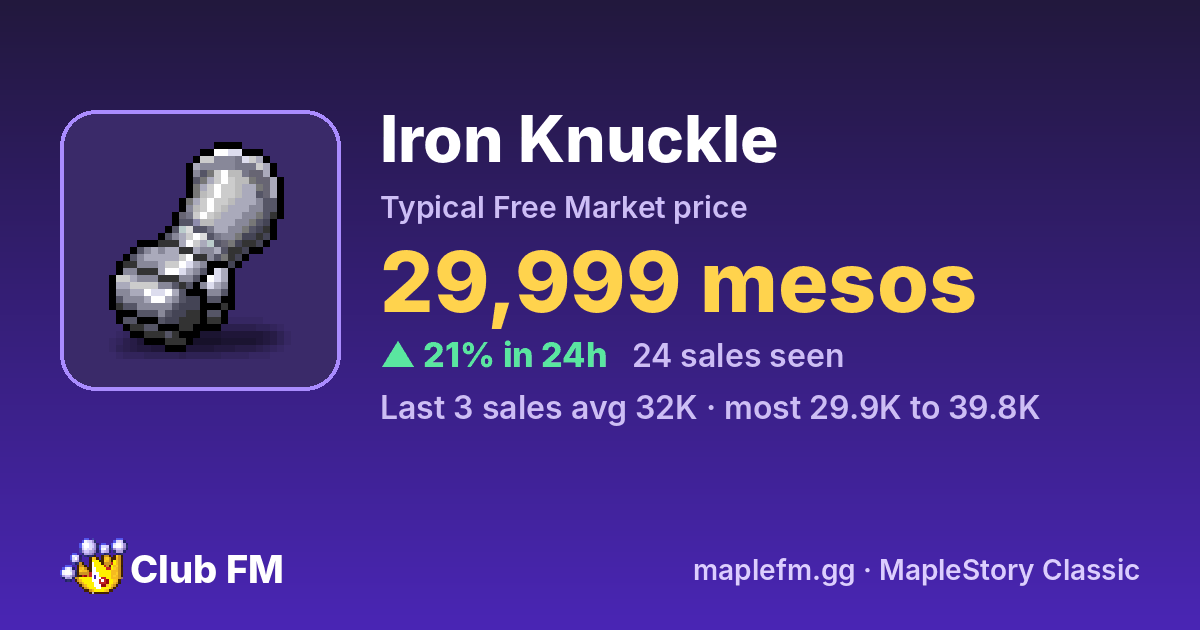 Iron Knuckle
Typical Free Market price
29,999 mesos
▲ 21% in 24h 24 sales seen
Last 3 sales avg 32K · most 29.9K to 39.8K
Club FM
maplefm.gg · MapleStory Classic